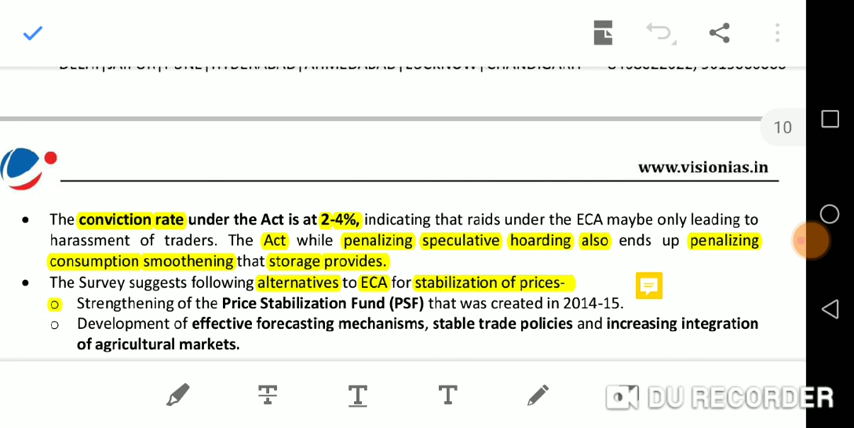 10
www.visionias.in
• The conviction rate under the Act is at 2-4%, indicating that raids under the ECA maybe only leading to
harassment of traders. The Act while penalizing speculative hoarding also ends up penalizing
consumption smoothening that storage provides.
• The Survey suggests following alternatives to ECA for stabilization of prices-
o Strengthening of the Price Stabilization Fund (PSF) that was created in 2014-15.
o Development of effective forecasting mechanisms, stable trade policies and increasing integration
of agricultural markets.
T T T
DU RECORDER